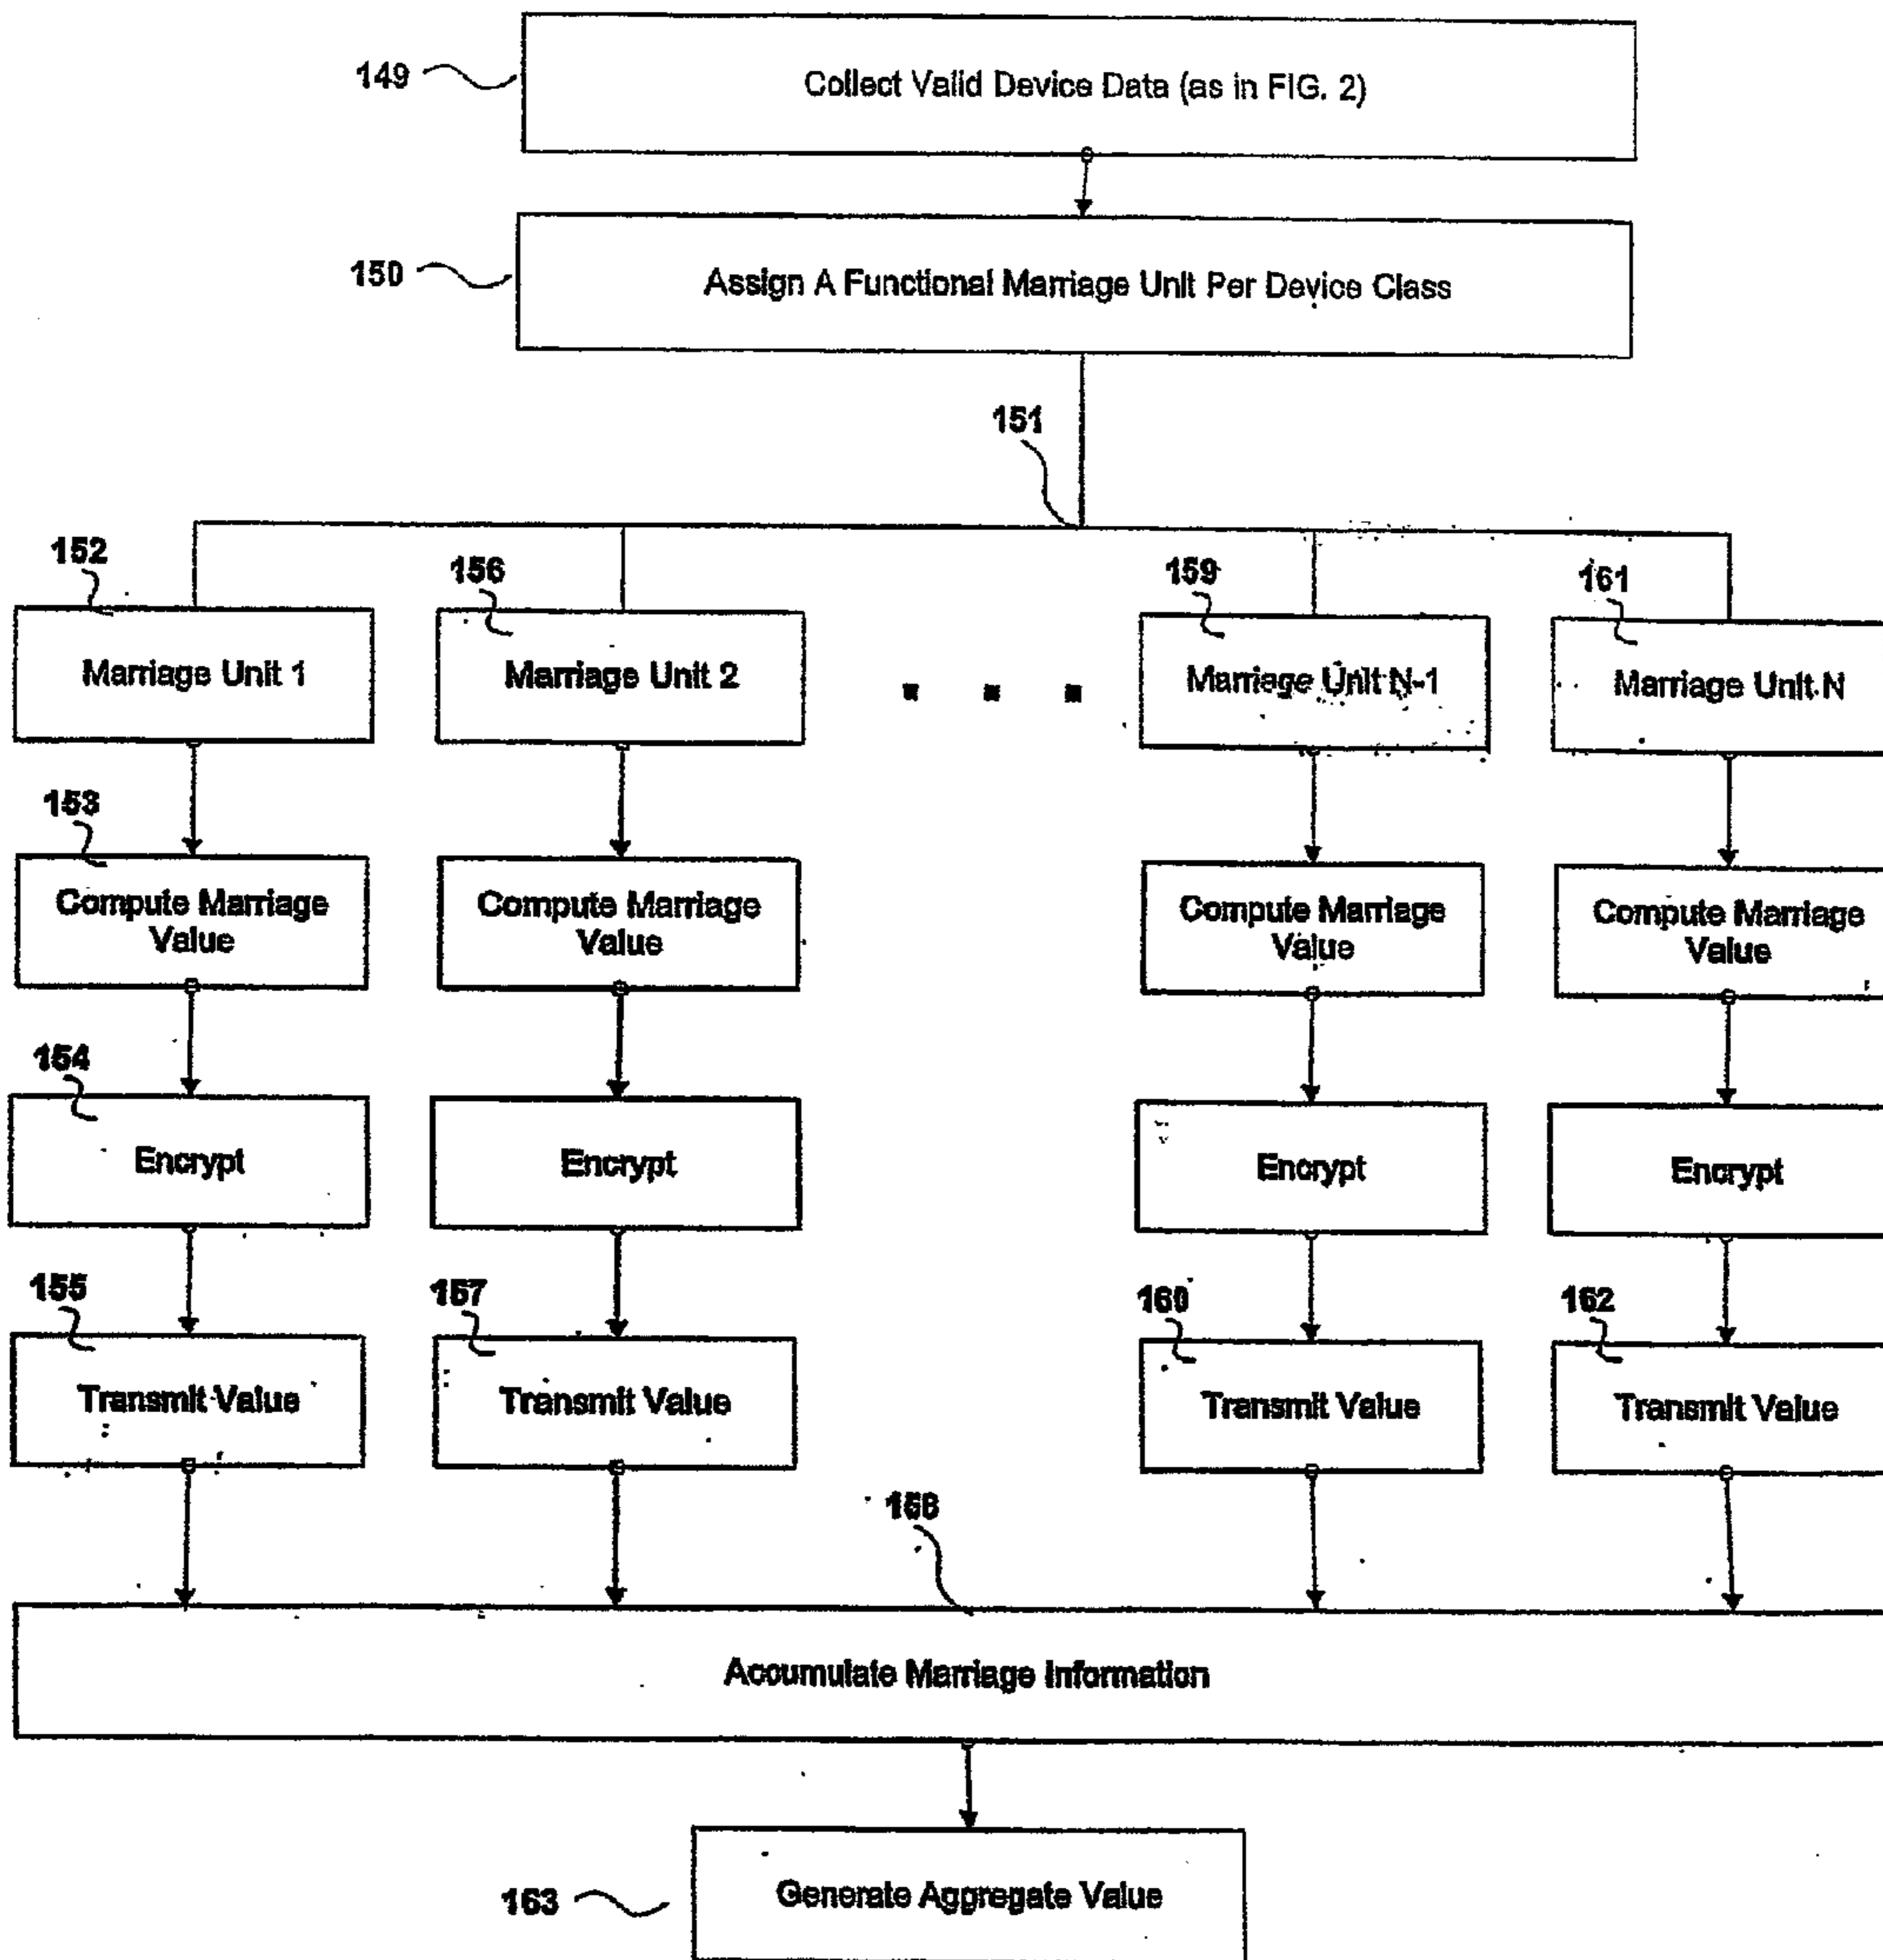 149
Collect Valid Device Data (as in FIG. 2)
150
Assign A Functional Marriage Unit Per Device Class
151
152
156
159
161
Marriage Unit 1
Marriage Unit 2
Marriage Unit N-1
Marriage Unit N
153
Compute Marriage
Value
Compute Marriage
Value
Compute Marriage
Value
Compute Marriage
Value
154
Encrypt
Encrypt
Encrypt
Encrypt
155
157
160
162
Transmit Value
Transmit Value
Transmit Value
Transmit Value
158
Accumulate Marriage Information
163
Generate Aggregate Value